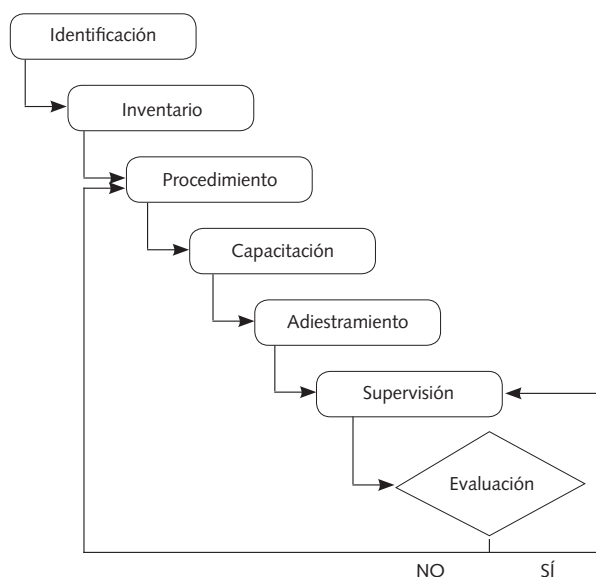 Identificación
Inventario
Procedimiento
Capacitación
Adiestramiento
Supervisión
Evaluación
NO
SÍ